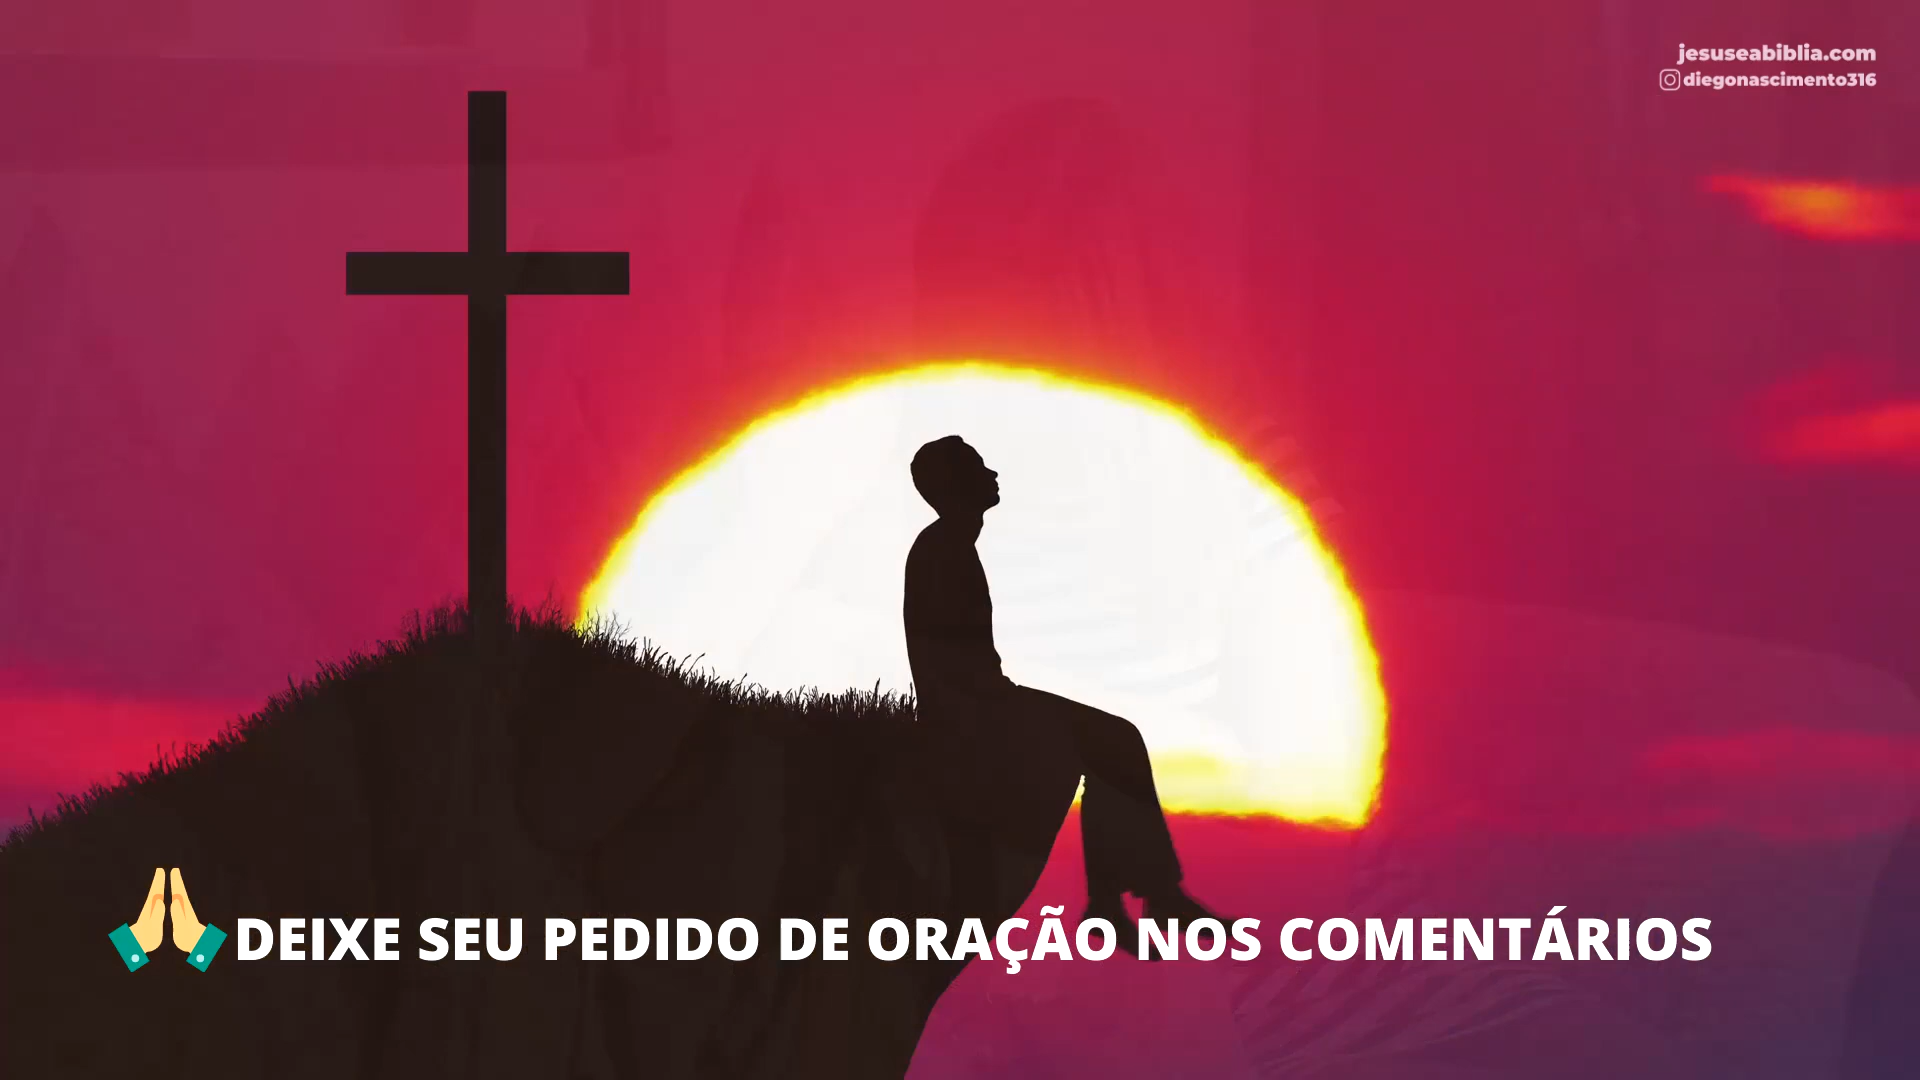 jesuseabiblia.com
diegonascimento316
DEIXE SEU PEDIDO DE ORAÇÃO NOS COMENTÁRIOS